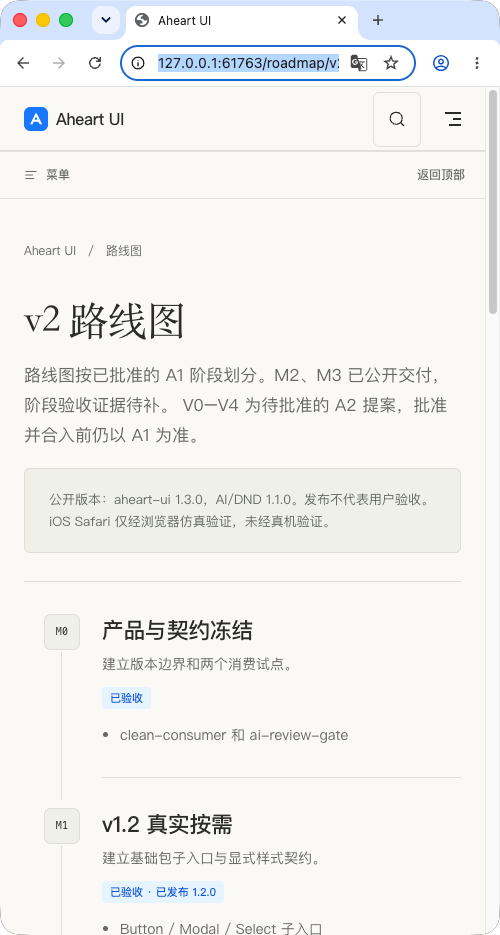 Aheart UI
127.0.0.1:61763/roadmap/v2
Aheart UI
菜单
返回顶部
Aheart UI / 路线图
v2 路线图
路线图按已批准的 A1 阶段划分。M2、M3 已公开交付，
阶段验收证据待补。 V0—V4 为待批准的 A2 提案，批准
并合入前仍以 A1 为准。
公开版本：aheart-ui 1.3.0，AI/DND 1.1.0。发布不代表用户验收。
iOS Safari 仅经浏览器仿真验证，未经真机验证。
M0
产品与契约冻结
建立版本边界和两个消费试点。
已验收
• clean-consumer 和 ai-review-gate
M1
v1.2 真实按需
建立基础包子入口与显式样式契约。
已验收 · 已发布 1.2.0
• Button / Modal / Select 子入口